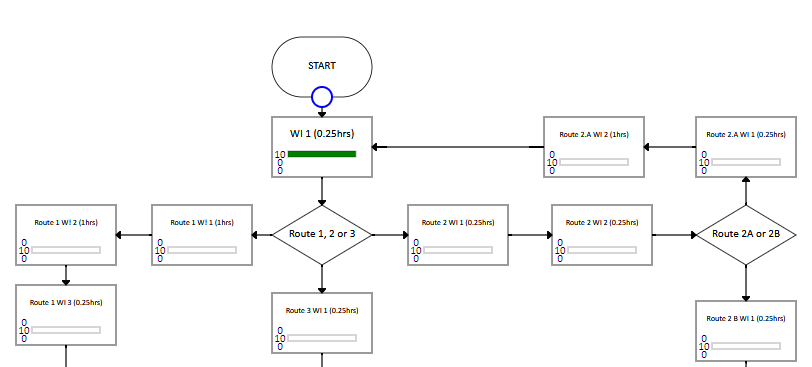 START
WI 1 (0.25hrs)
10
0
0
Route 2.A WI 2 (1hrs)
0
10
0
Route 2.A WI 1 (0.25hrs)
0
10
0
Route 1 W! 2 (1hrs)
0
10
0
Route 1 W! 1 (1hrs)
0
10
0
Route 1, 2 or 3
Route 2 WI 1 (0.25hrs)
0
10
0
Route 2 WI 2 (0.25hrs)
0
10
0
Route 2A or 2B
Route 1 WI 3 (0.25hrs)
0
10
0
Route 3 WI 1 (0.25hrs)
0
10
0
Route 2 B WI 1 (0.25hrs)
0
10
0